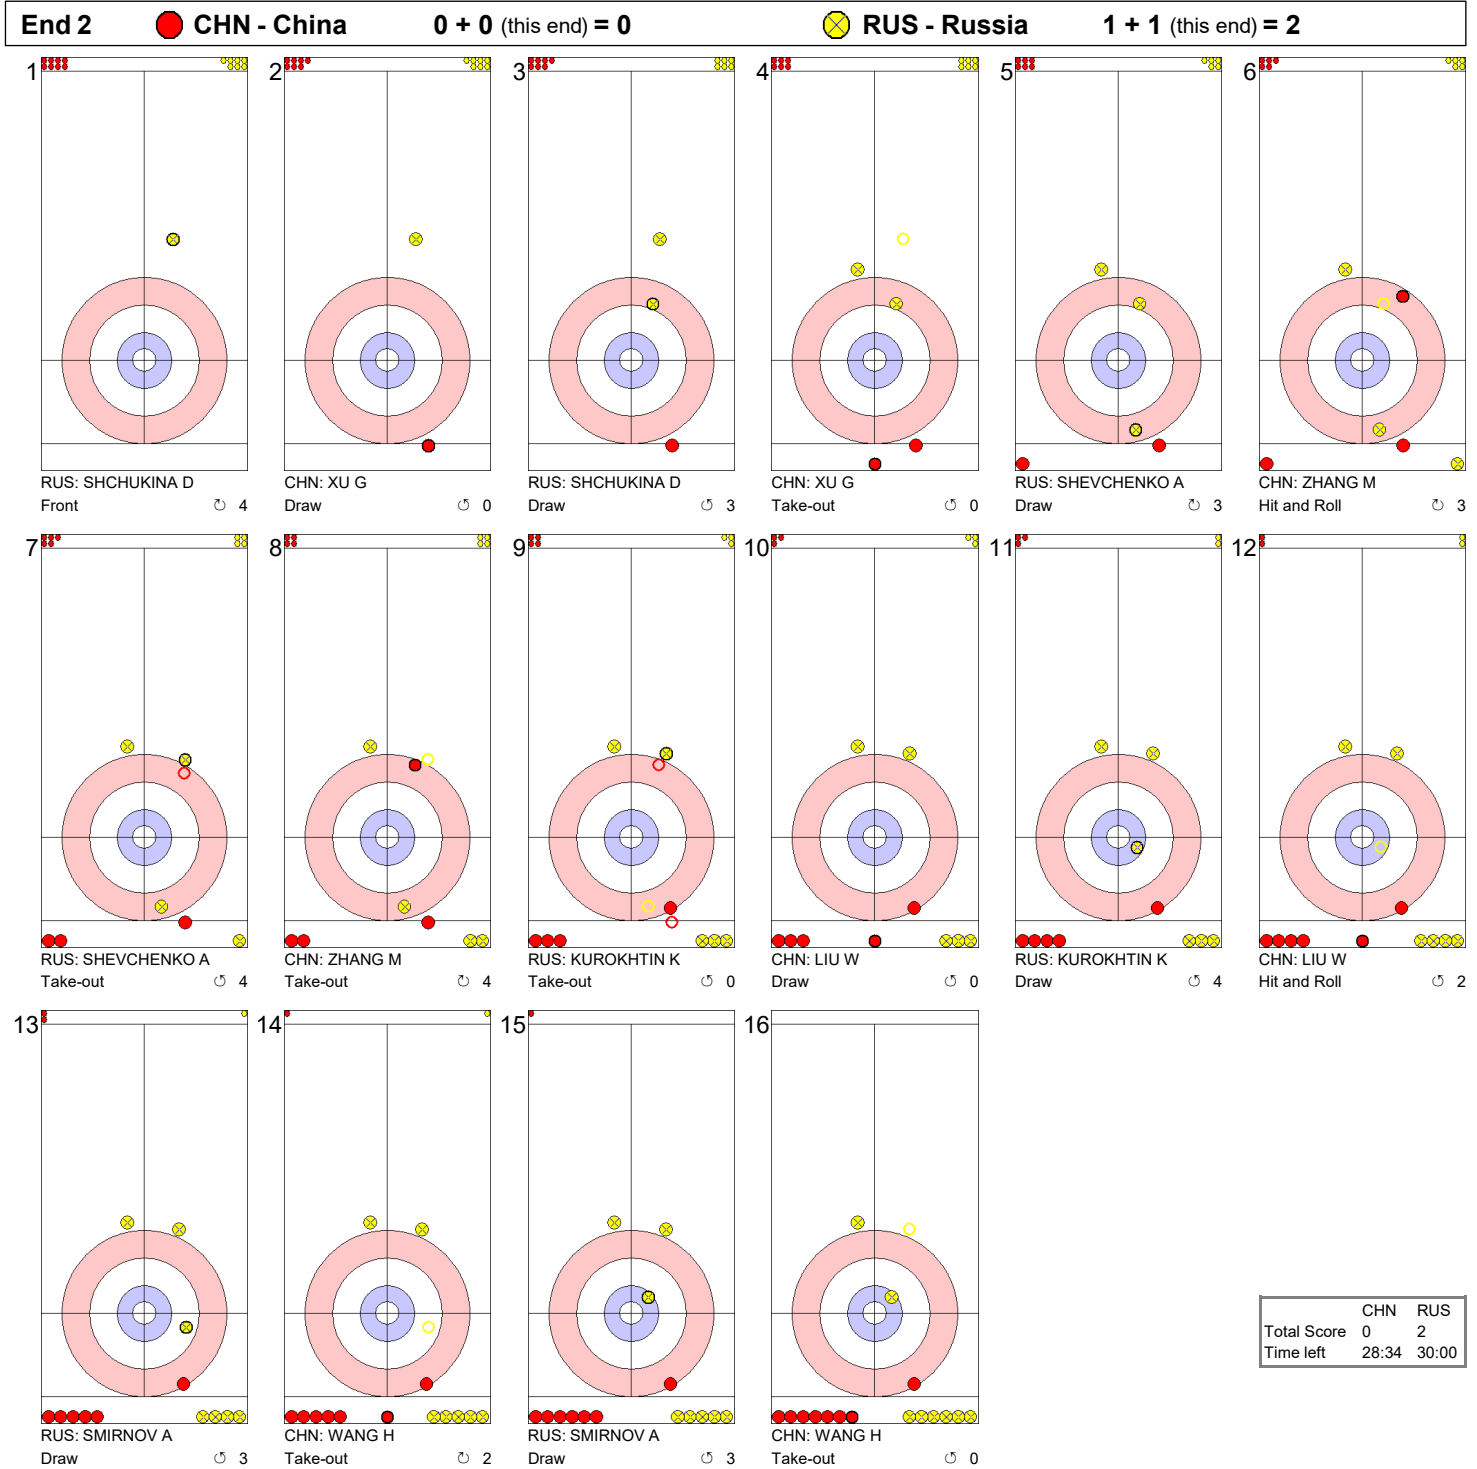 End 2 CHN - China 0 + 0 (this end) = 0 RUS - Russia 1 + 1 (this end) = 2
1 2 3 4 5 6
RUS: SHCHUKINA D CHN: XU G RUS: SHCHUKINA D CHN: XU G RUS: SHEVCHENKO A CHN: ZHANG M
Front ↻ 4 Draw ↺ 0 Draw ↺ 3 Take-out ↺ 0 Draw ↺ 3 Hit and Roll ↻ 3
7 8 9 10 11 12
RUS: SHEVCHENKO A CHN: ZHANG M RUS: KUROKHTIN K CHN: LIU W RUS: KUROKHTIN K CHN: LIU W
Take-out ↺ 4 Take-out ↻ 4 Take-out ↺ 0 Draw ↺ 0 Draw ↺ 4 Hit and Roll ↺ 2
13 14 15 16
RUS: SMIRNOV A CHN: WANG H RUS: SMIRNOV A CHN: WANG H
Draw ↺ 3 Take-out ↻ 2 Draw ↺ 3 Take-out ↺ 0
CHN RUS
Total Score 0 2
Time left 28:34 30:00